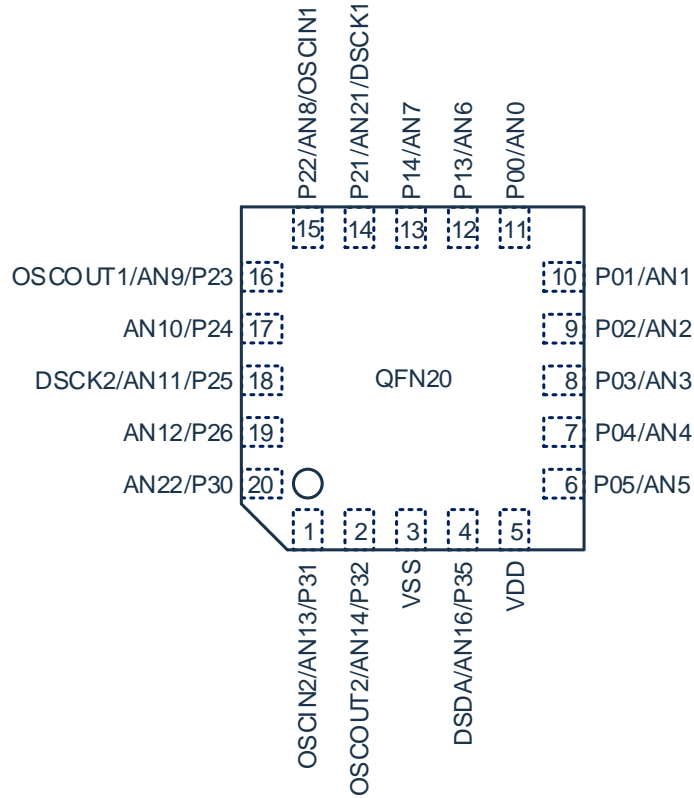 P22/AN8/OSCIN1
P21/AN21/DSCK1
P14/AN7
P13/AN6
P00/AN0
15
14
13
12
11
OSCOUT1/AN9/P23
16
10
P01/AN1
AN10/P24
17
9
P02/AN2
DSCK2/AN11/P25
18
QFN20
8
P03/AN3
AN12/P26
19
7
P04/AN4
AN22/P30
20
6
P05/AN5
1
2
3
4
5
OSCIN2/AN13/P31
OSCOUT2/AN14/P32
VSS
DSDA/AN16/P35
VDD